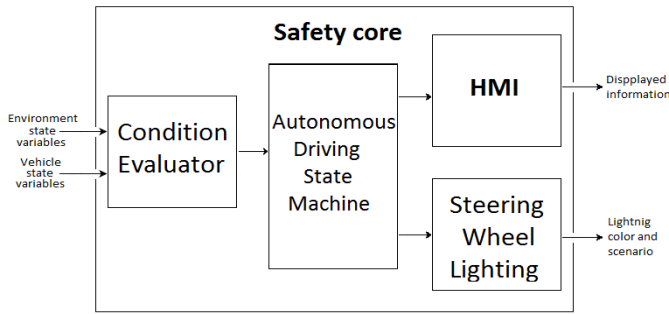 Safety core
Environment
state
variables
Vehicle
state
variables
Condition
Evaluator
Autonomous
Driving
State
Machine
HMI
Steering
Wheel
Lighting
Dispplayed
information
Lightnig
color and
scenario